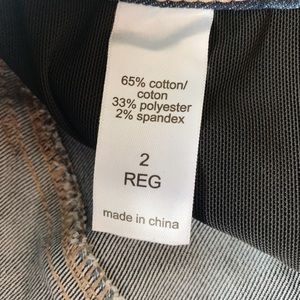 65% cotton/
coton
33% polyester
2% spandex
2
REG
made in china